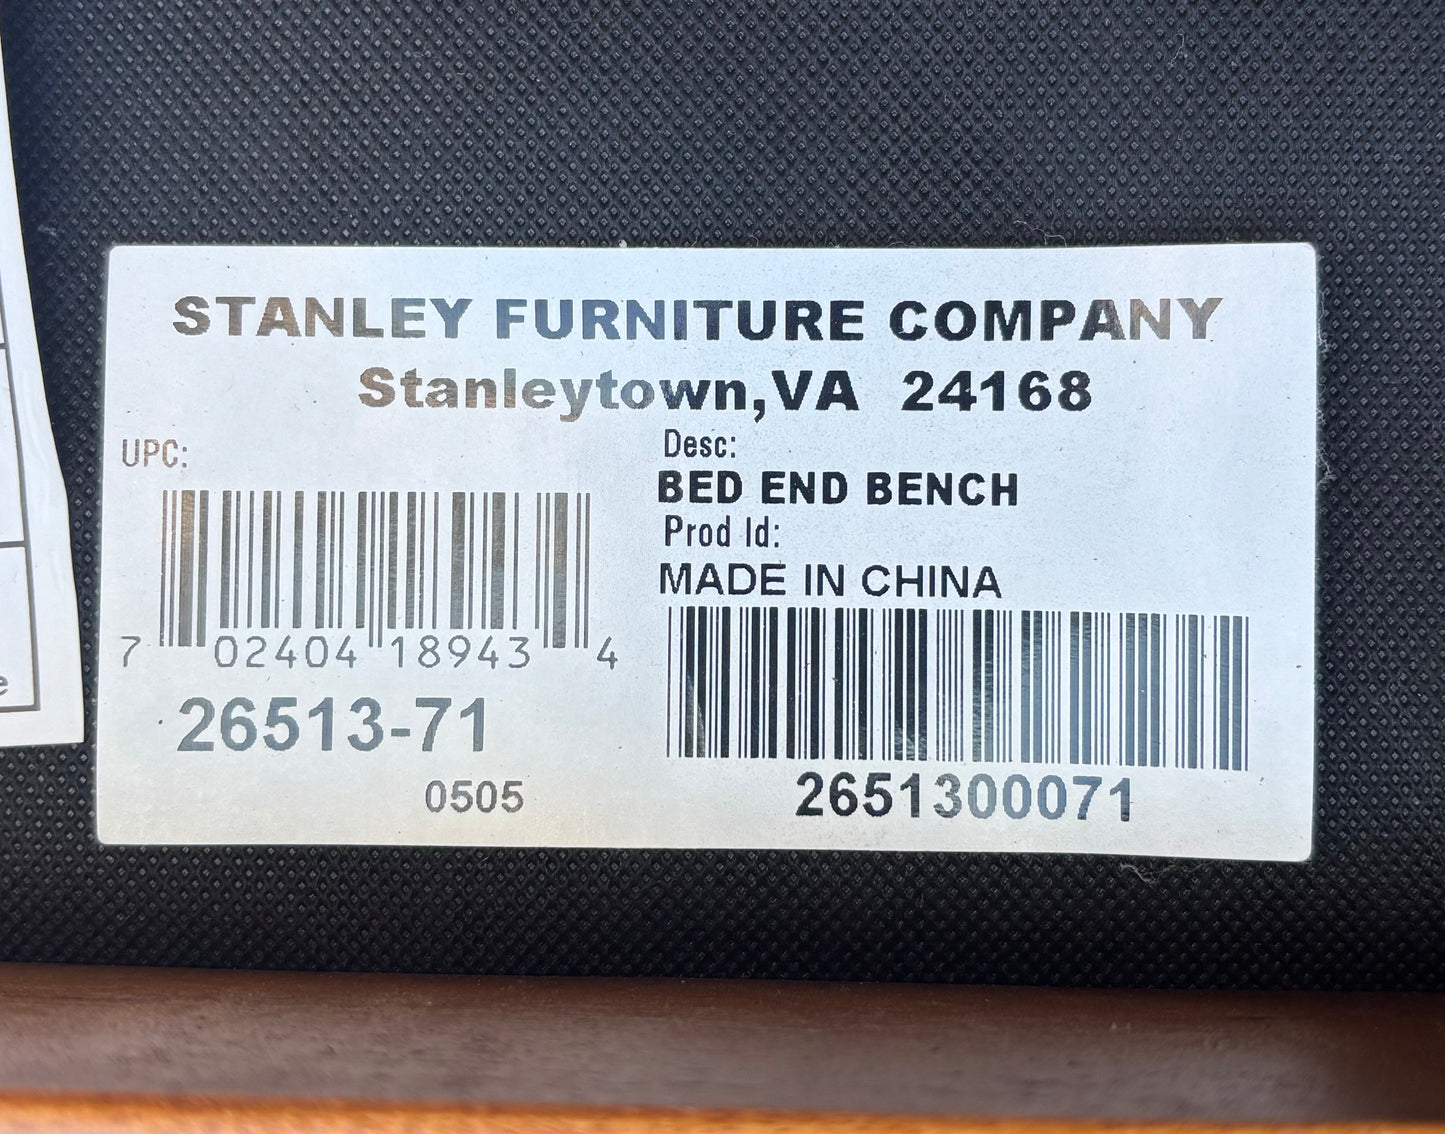 STANLEY FURNITURE COMPANY
Stanleytown,VA 24168
UPC:
7 02404 18943 4
26513-71
0505
Desc:
BED END BENCH
Prod Id:
MADE IN CHINA
2651300071
e